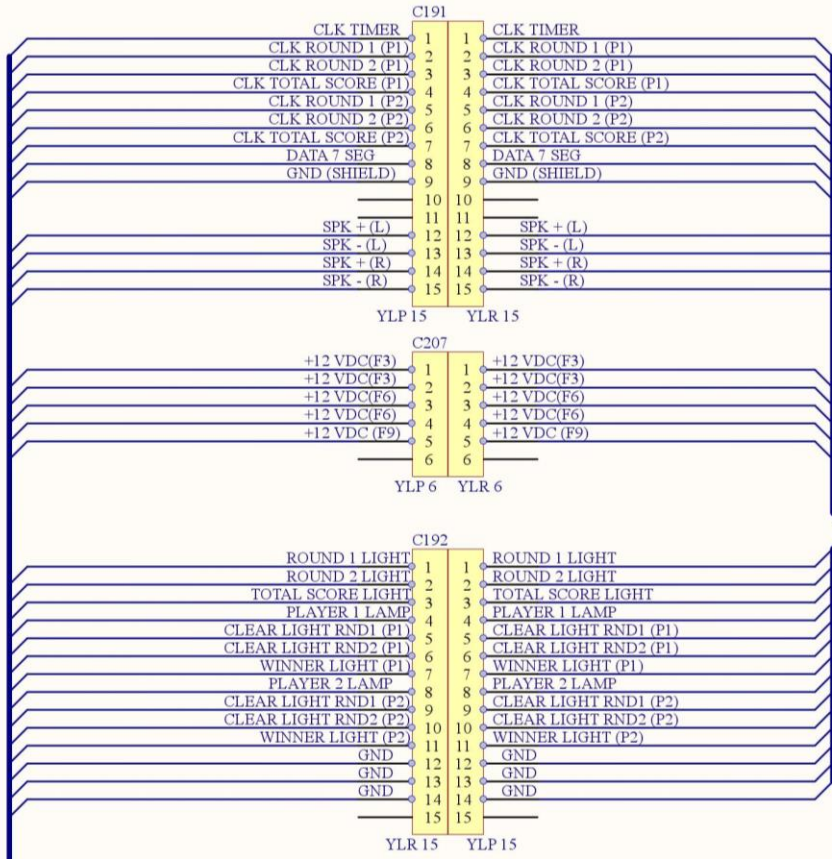 C191
CLK TIMER 1 1 CLK TIMER
CLK ROUND 1 (P1) 2 2 CLK ROUND 1 (P1)
CLK ROUND 2 (P1) 3 3 CLK ROUND 2 (P1)
CLK TOTAL SCORE (P1) 4 4 CLK TOTAL SCORE (P1)
CLK ROUND 1 (P2) 5 5 CLK ROUND 1 (P2)
CLK ROUND 2 (P2) 6 6 CLK ROUND 2 (P2)
CLK TOTAL SCORE (P2) 7 7 CLK TOTAL SCORE (P2)
DATA 7 SEG 8 8 DATA 7 SEG
GND (SHIELD) 9 9 GND (SHIELD)
10 10
11 11
SPK + (L) 12 12 SPK + (L)
SPK - (L) 13 13 SPK - (L)
SPK + (R) 14 14 SPK + (R)
SPK - (R) 15 15 SPK - (R)
YLP 15 YLR 15
C207
+12 VDC(F3) 1 1 +12 VDC(F3)
+12 VDC(F3) 2 2 +12 VDC(F3)
+12 VDC(F6) 3 3 +12 VDC(F6)
+12 VDC(F6) 4 4 +12 VDC(F6)
+12 VDC (F9) 5 5 +12 VDC (F9)
6 6
YLP 6 YLR 6
C192
ROUND 1 LIGHT 1 1 ROUND 1 LIGHT
ROUND 2 LIGHT 2 2 ROUND 2 LIGHT
TOTAL SCORE LIGHT 3 3 TOTAL SCORE LIGHT
PLAYER 1 LAMP 4 4 PLAYER 1 LAMP
CLEAR LIGHT RND1 (P1) 5 5 CLEAR LIGHT RND1 (P1)
CLEAR LIGHT RND2 (P1) 6 6 CLEAR LIGHT RND2 (P1)
WINNER LIGHT (P1) 7 7 WINNER LIGHT (P1)
PLAYER 2 LAMP 8 8 PLAYER 2 LAMP
CLEAR LIGHT RND1 (P2) 9 9 CLEAR LIGHT RND1 (P2)
CLEAR LIGHT RND2 (P2) 10 10 CLEAR LIGHT RND2 (P2)
WINNER LIGHT (P2) 11 11 WINNER LIGHT (P2)
GND 12 12 GND
GND 13 13 GND
GND 14 14 GND
15 15
YLR 15 YLP 15